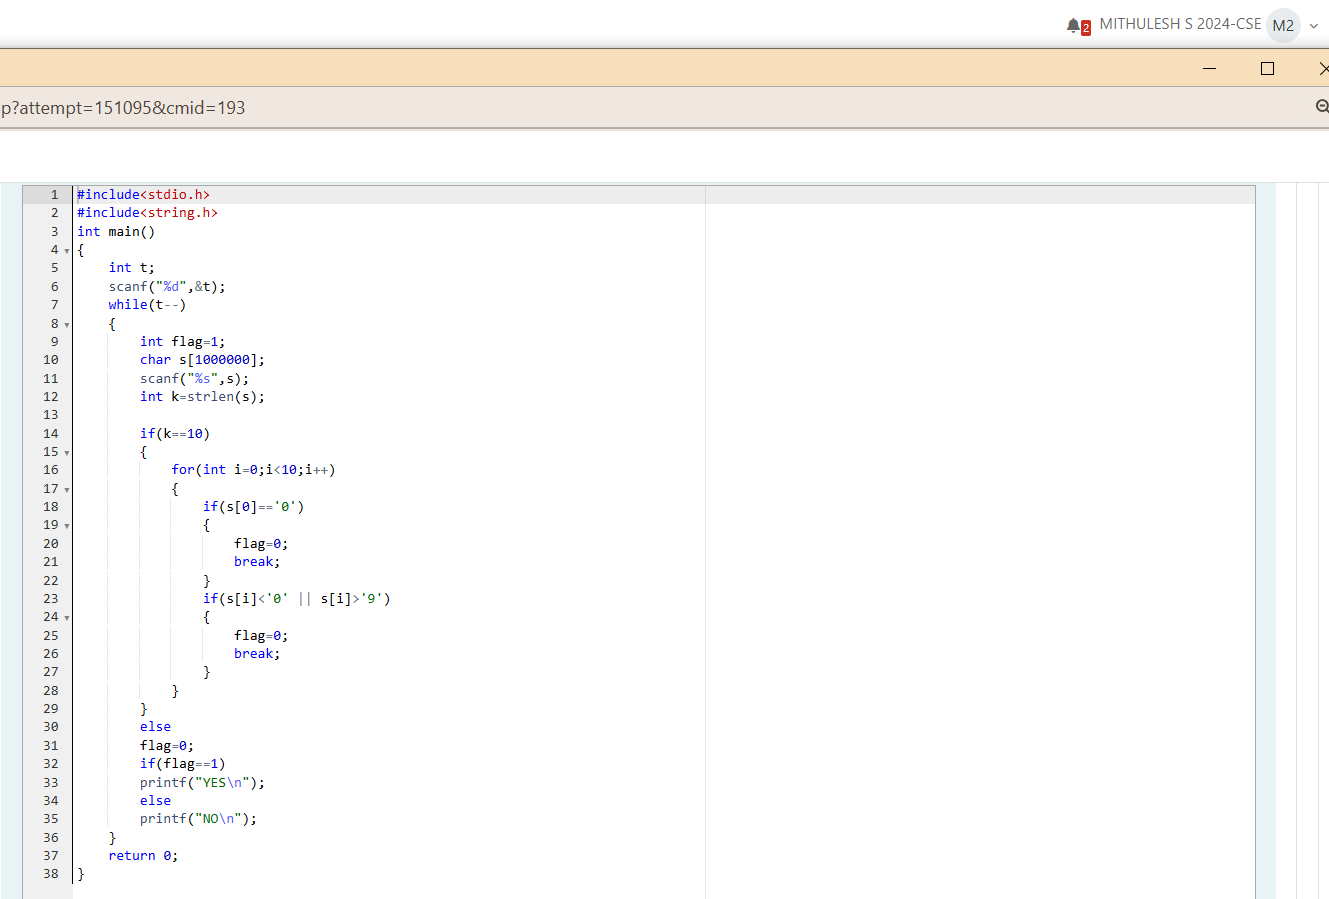 2 MITHULESH S 2024-CSE M2
p?attempt=151095&cmid=193
1 #include<stdio.h>
2 #include<string.h>
3 int main()
4 {
5     int t;
6     scanf("%d",&t);
7     while(t--)
8     {
9         int flag=1;
10         char s[1000000];
11         scanf("%s",s);
12         int k=strlen(s);
13
14         if(k==10)
15         {
16             for(int i=0;i<10;i++)
17             {
18                 if(s[0]=='0')
19                 {
20                     flag=0;
21                     break;
22                 }
23                 if(s[i]<'0' || s[i]>'9')
24                 {
25                     flag=0;
26                     break;
27                 }
28             }
29         }
30         else
31         flag=0;
32         if(flag==1)
33         printf("YES\n");
34         else
35         printf("NO\n");
36     }
37     return 0;
38 }